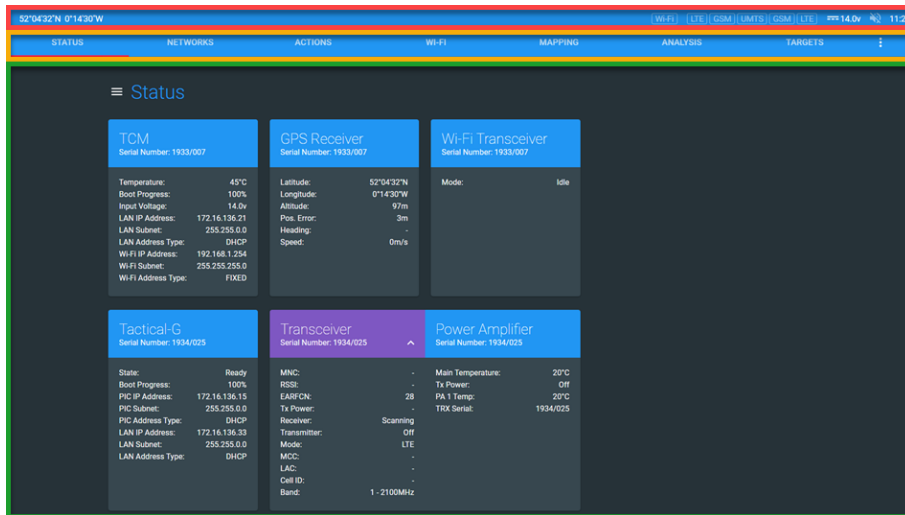 52°04'32"N 0°14'30"W Wi-Fi LTE GSM UMTS GSM LTE 14.0v
STATUS NETWORKS ACTIONS WI-FI MAPPING ANALYSIS TARGETS
Status
TCM
Serial Number: 1933/007
Temperature: 45°C
Boot Progress: 100%
Input Voltage: 14.0v
LAN IP Address: 172.16.136.21
LAN Subnet: 255.255.0.0
LAN Address Type: DHCP
Wi-Fi IP Address: 192.168.1.254
Wi-Fi Subnet: 255.255.255.0
Wi-Fi Address Type: FIXED
GPS Receiver
Serial Number: 1933/007
Latitude: 52°04'32"N
Longitude: 0°14'30"W
Altitude: 97m
Pos. Error: 3m
Heading: -
Speed: 0m/s
Wi-Fi Transceiver
Serial Number: 1933/007
Mode: Idle
Tactical-G
Serial Number: 1934/025
State: Ready
Boot Progress: 100%
PIC IP Address: 172.16.136.15
PIC Subnet: 255.255.0.0
PIC Address Type: DHCP
LAN IP Address: 172.16.136.33
LAN Subnet: 255.255.0.0
LAN Address Type: DHCP
Transceiver
Serial Number: 1934/025
MNC: -
RSSI: -
EARFCN: 28
Tx Power: -
Receiver: Scanning
Transmitter: Off
Mode: LTE
MCC: -
LAC: -
Cell ID: -
Band: 1 - 2100MHz
Power Amplifier
Serial Number: 1934/025
Main Temperature: 20°C
Tx Power: Off
PA 1 Temp: 20°C
TRX Serial: 1934/025